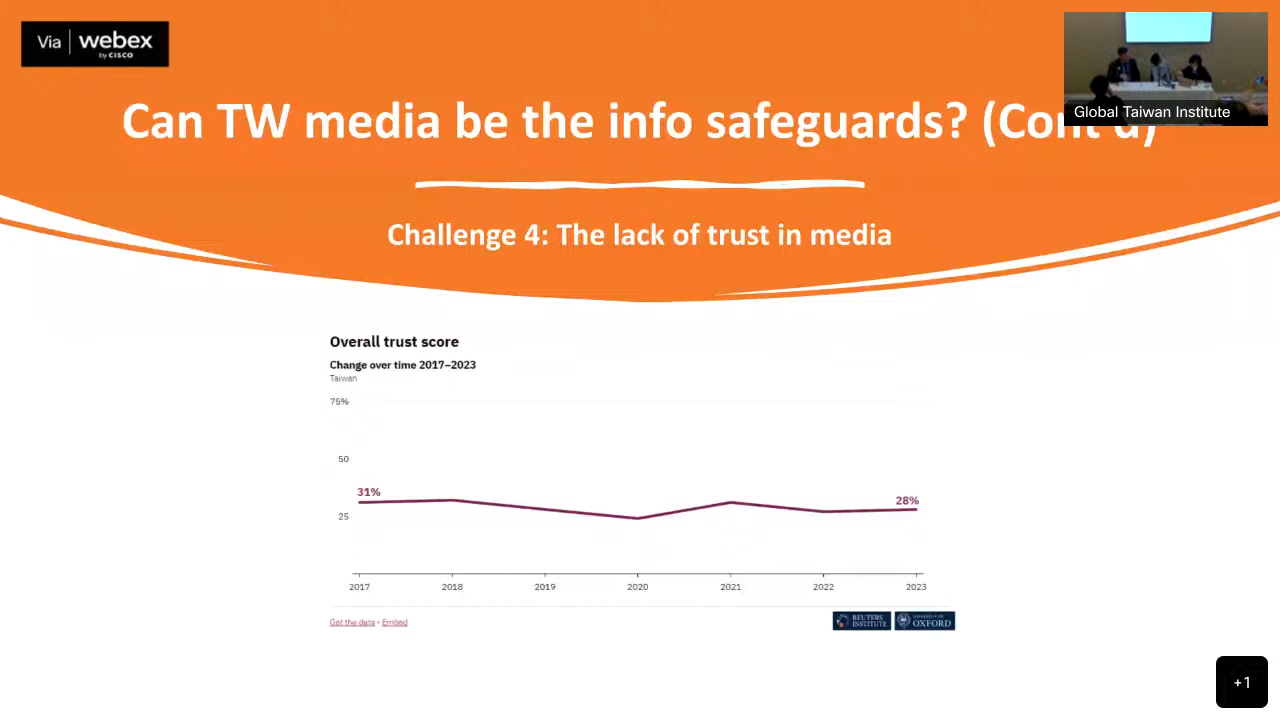 Via | webex
by CISCO
Global Taiwan Institute
Can TW media be the info safeguards? (Cont'd)
Challenge 4: The lack of trust in media
Overall trust score
Change over time 2017–2023
Taiwan
75%
50
25
31%
28%
2017 2018 2019 2020 2021 2022 2023
Get the data • Embed
REUTERS
INSTITUTE
UNIVERSITY OF
OXFORD
+1